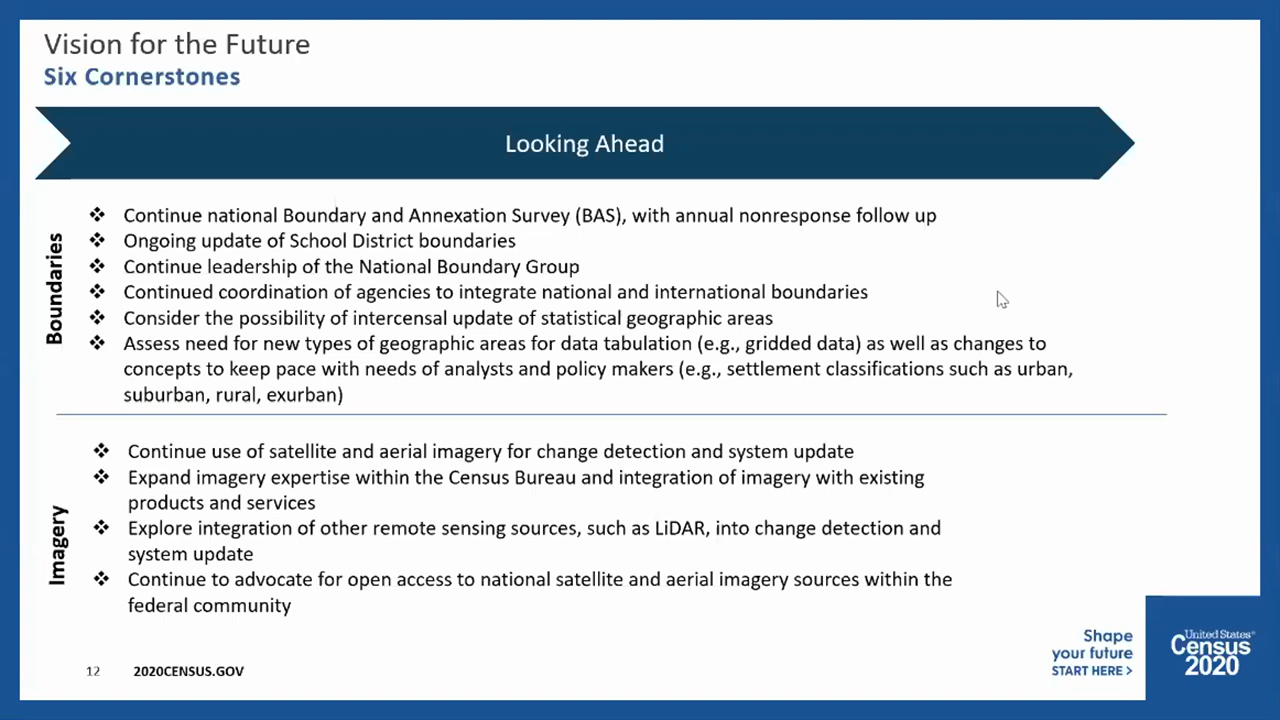 Vision for the Future
Six Cornerstones
Looking Ahead
Boundaries
❖ Continue national Boundary and Annexation Survey (BAS), with annual nonresponse follow up
❖ Ongoing update of School District boundaries
❖ Continue leadership of the National Boundary Group
❖ Continued coordination of agencies to integrate national and international boundaries
❖ Consider the possibility of intercensal update of statistical geographic areas
❖ Assess need for new types of geographic areas for data tabulation (e.g., gridded data) as well as changes to
concepts to keep pace with needs of analysts and policy makers (e.g., settlement classifications such as urban,
suburban, rural, exurban)
Imagery
❖ Continue use of satellite and aerial imagery for change detection and system update
❖ Expand imagery expertise within the Census Bureau and integration of imagery with existing
products and services
❖ Explore integration of other remote sensing sources, such as LiDAR, into change detection and
system update
❖ Continue to advocate for open access to national satellite and aerial imagery sources within the
federal community
12 2020CENSUS.GOV
Shape
your future
START HERE >
United States®
Census
2020